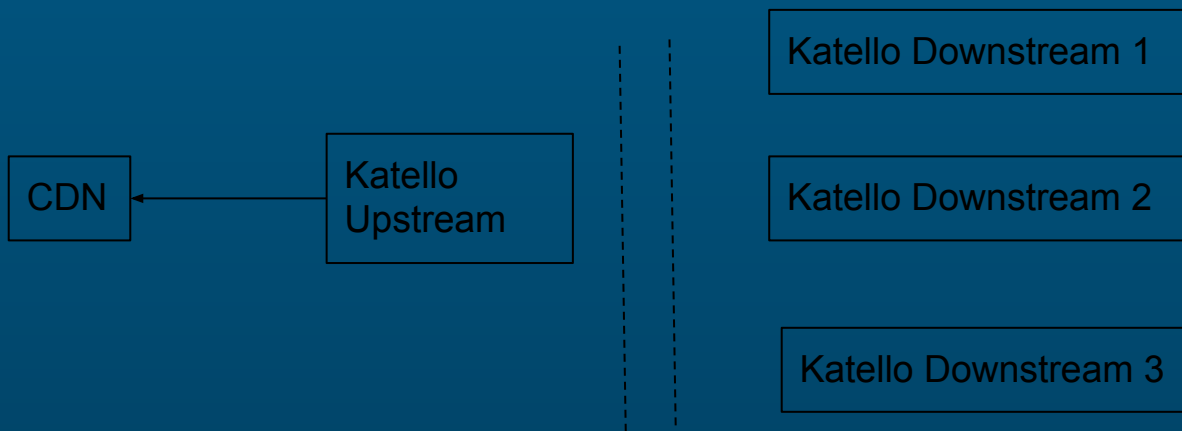 CDN
Katello
Upstream
Katello Downstream 1
Katello Downstream 2
Katello Downstream 3